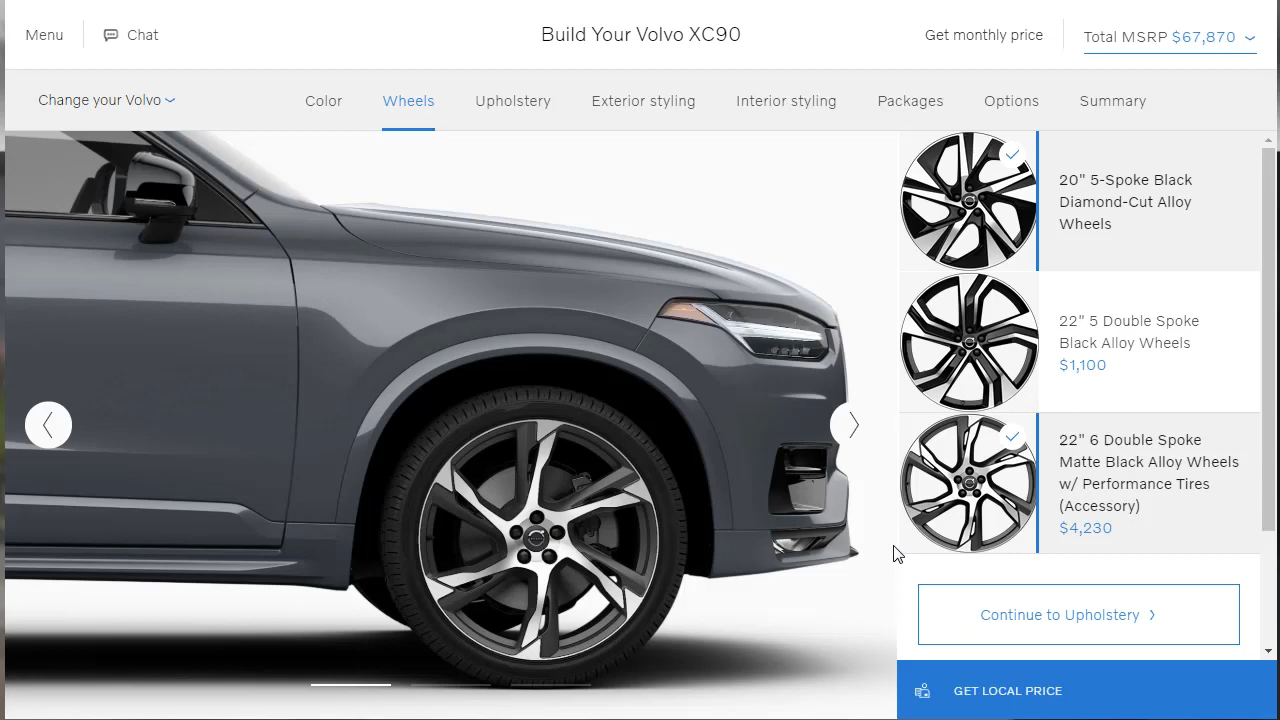 Menu
Chat
Build Your Volvo XC90
Get monthly price
Total MSRP $67,870
Change your Volvo
Color
Wheels
Upholstery
Exterior styling
Interior styling
Packages
Options
Summary
20" 5-Spoke Black
Diamond-Cut Alloy
Wheels
22" 5 Double Spoke
Black Alloy Wheels
$1,100
22" 6 Double Spoke
Matte Black Alloy Wheels
w/ Performance Tires
(Accessory)
$4,230
Continue to Upholstery
GET LOCAL PRICE